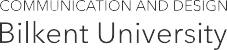 COMMUNICATION AND DESIGN
Bilkent University